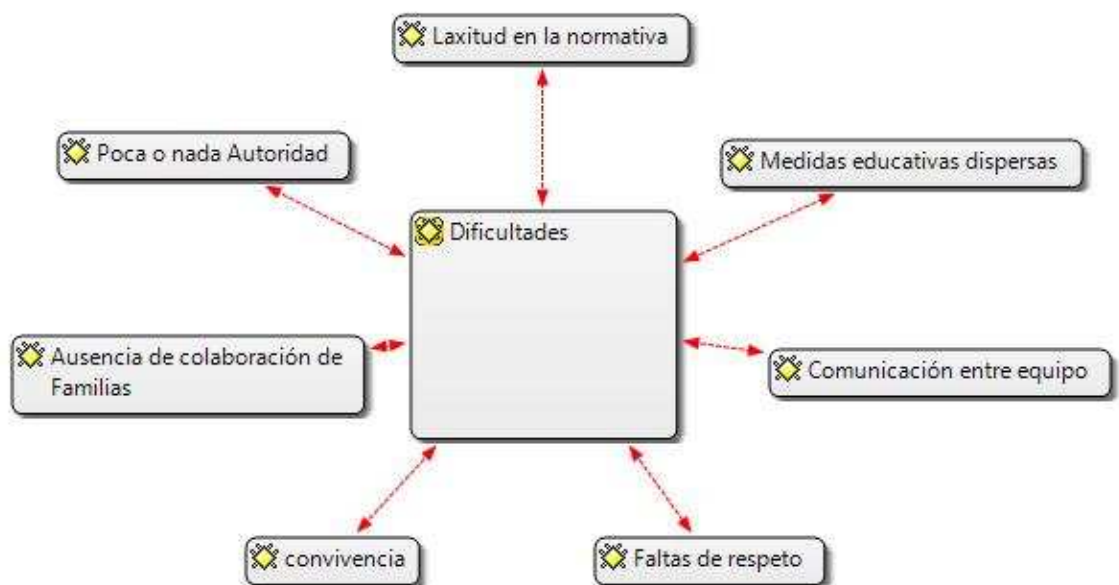 Laxitud en la normativa
Poca o nada Autoridad
Medidas educativas dispersas
Dificultades
Ausencia de colaboración de
Familias
Comunicación entre equipo
convivencia
Faltas de respeto